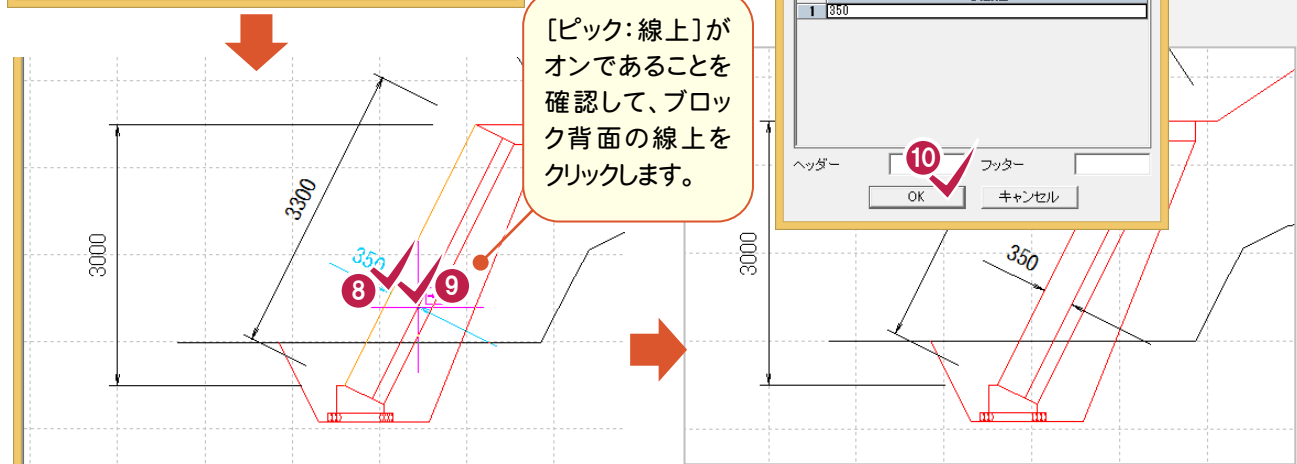 [ピック：線上]が
オンであることを
確認して、ブロッ
ク背面の線上を
クリックします。
3300
3000
350
8
9
1 350
ヘッダー
10
フッター
OK
キャンセル
3000
350